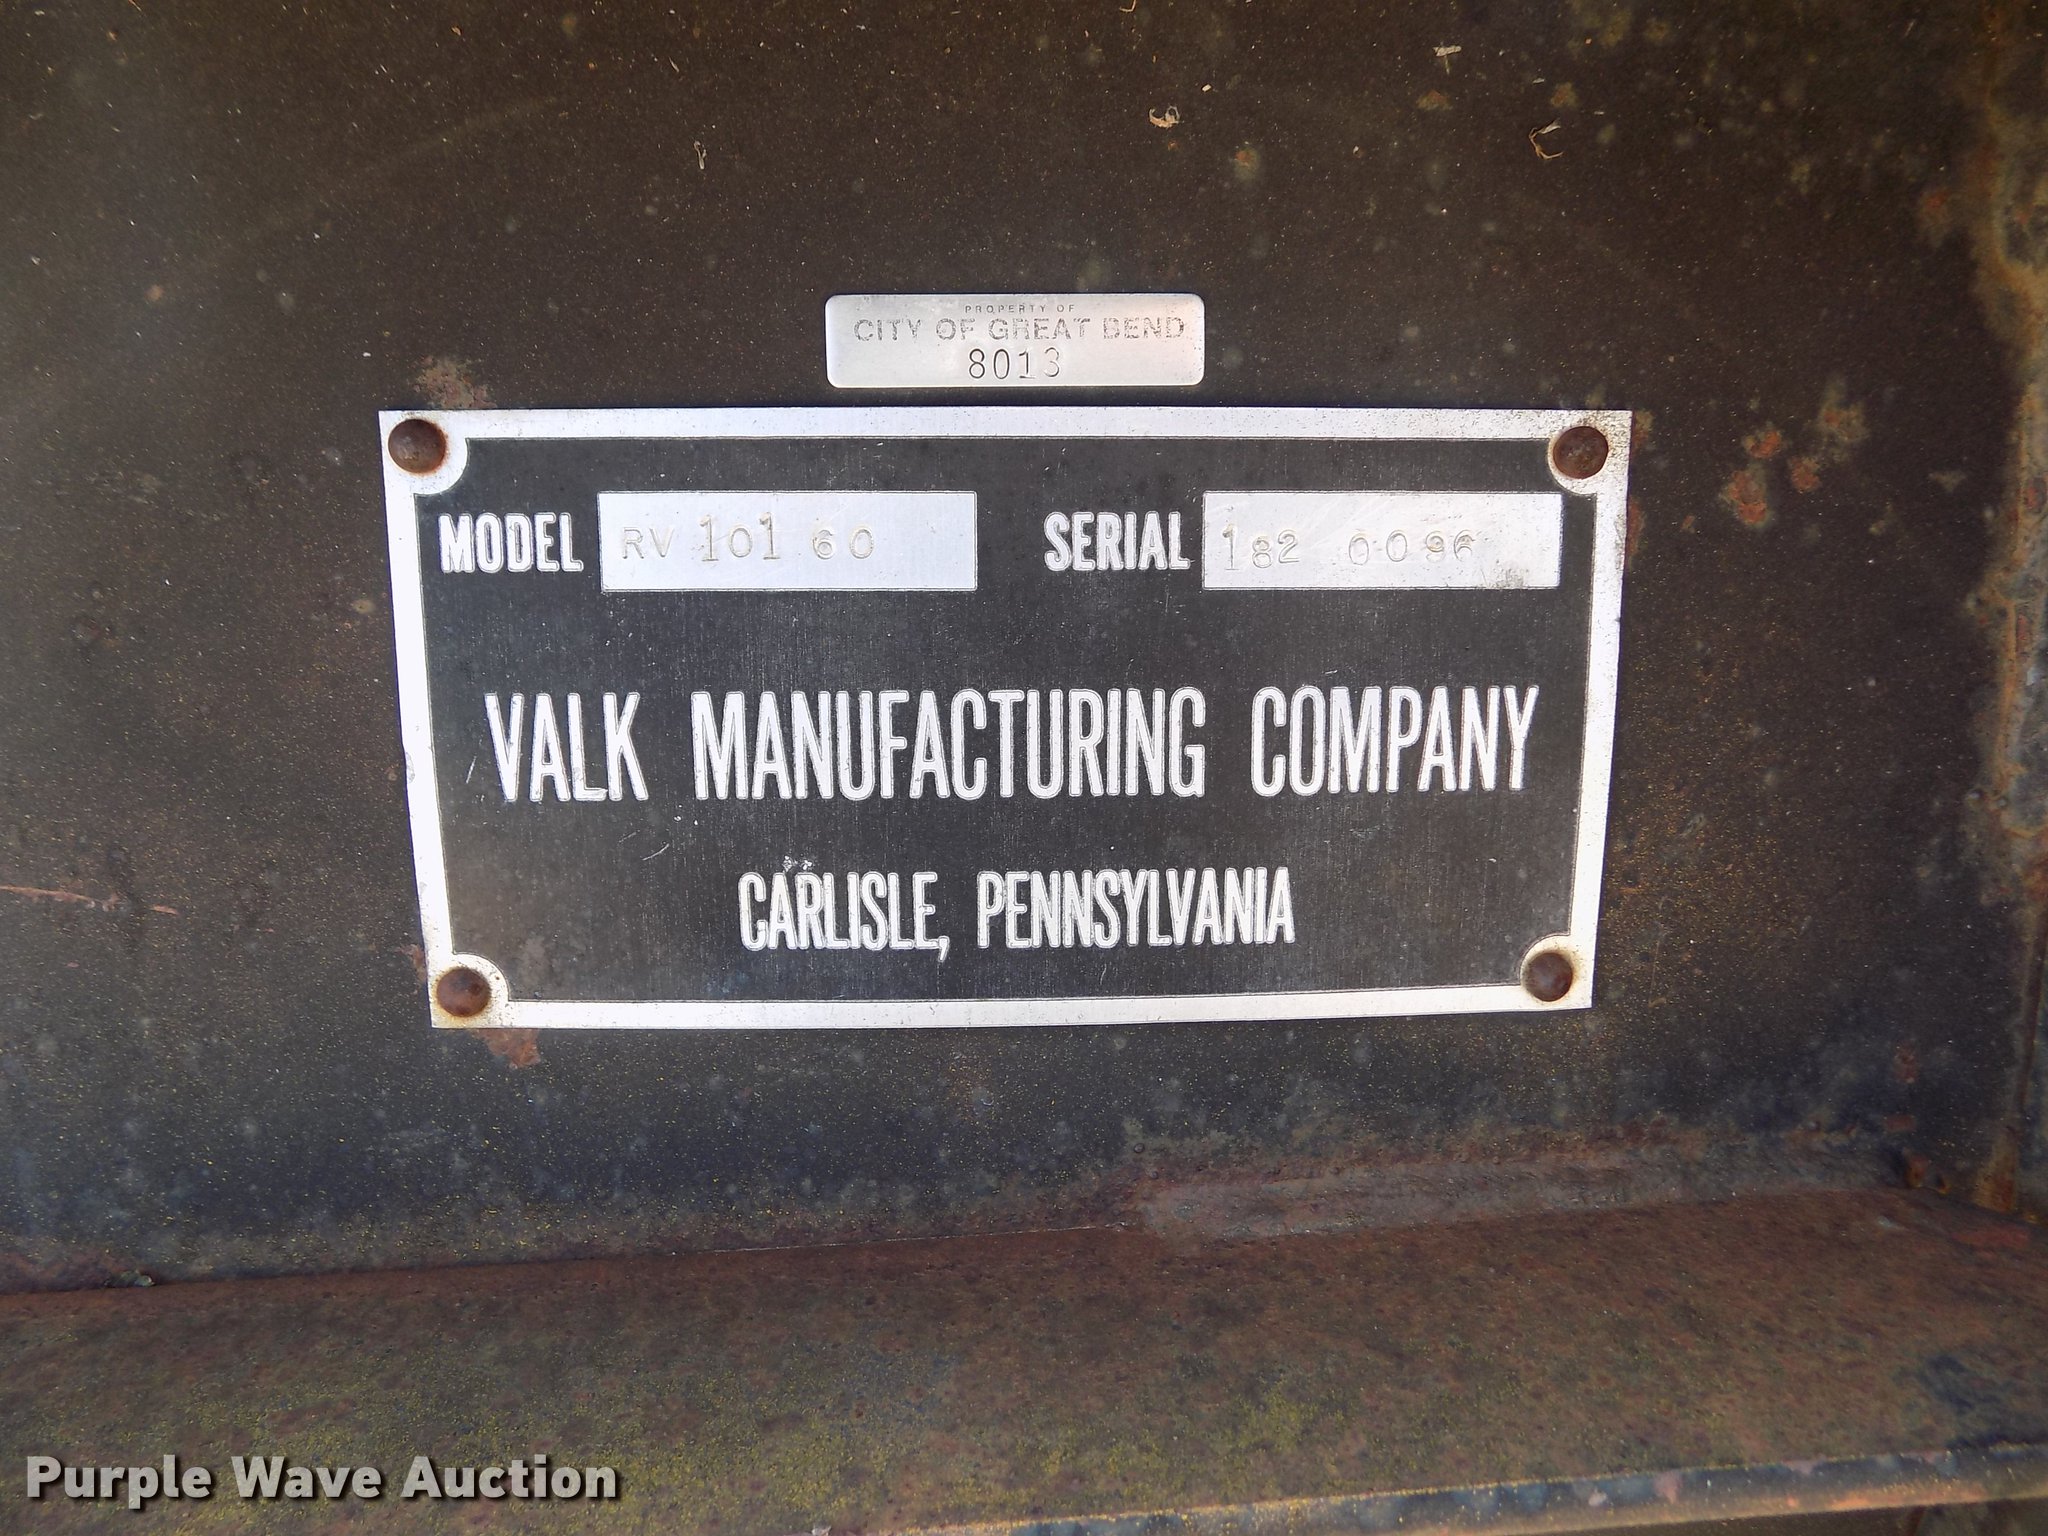 PROPERTY OF
CITY OF GREAT BEND
8013
MODEL RV 101 60 SERIAL 182 0096
VALK MANUFACTURING COMPANY
CARLISLE, PENNSYLVANIA
Purple Wave Auction